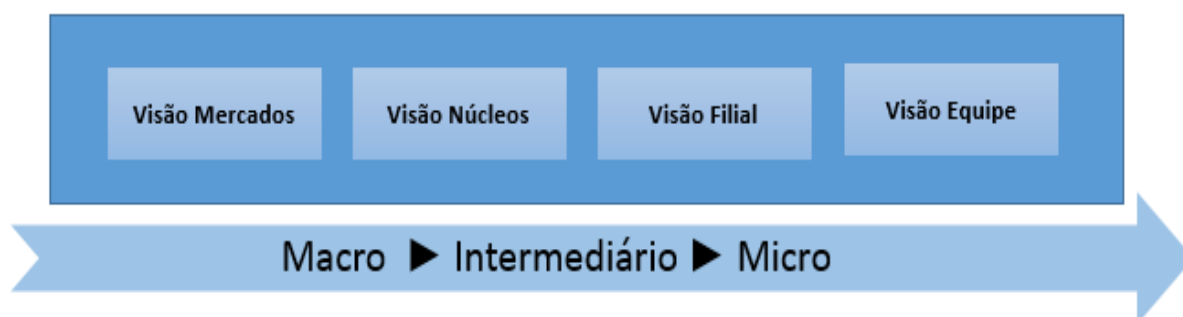 Visão Mercados
Visão Núcleos
Visão Filial
Visão Equipe
Macro ▶ Intermediário ▶ Micro